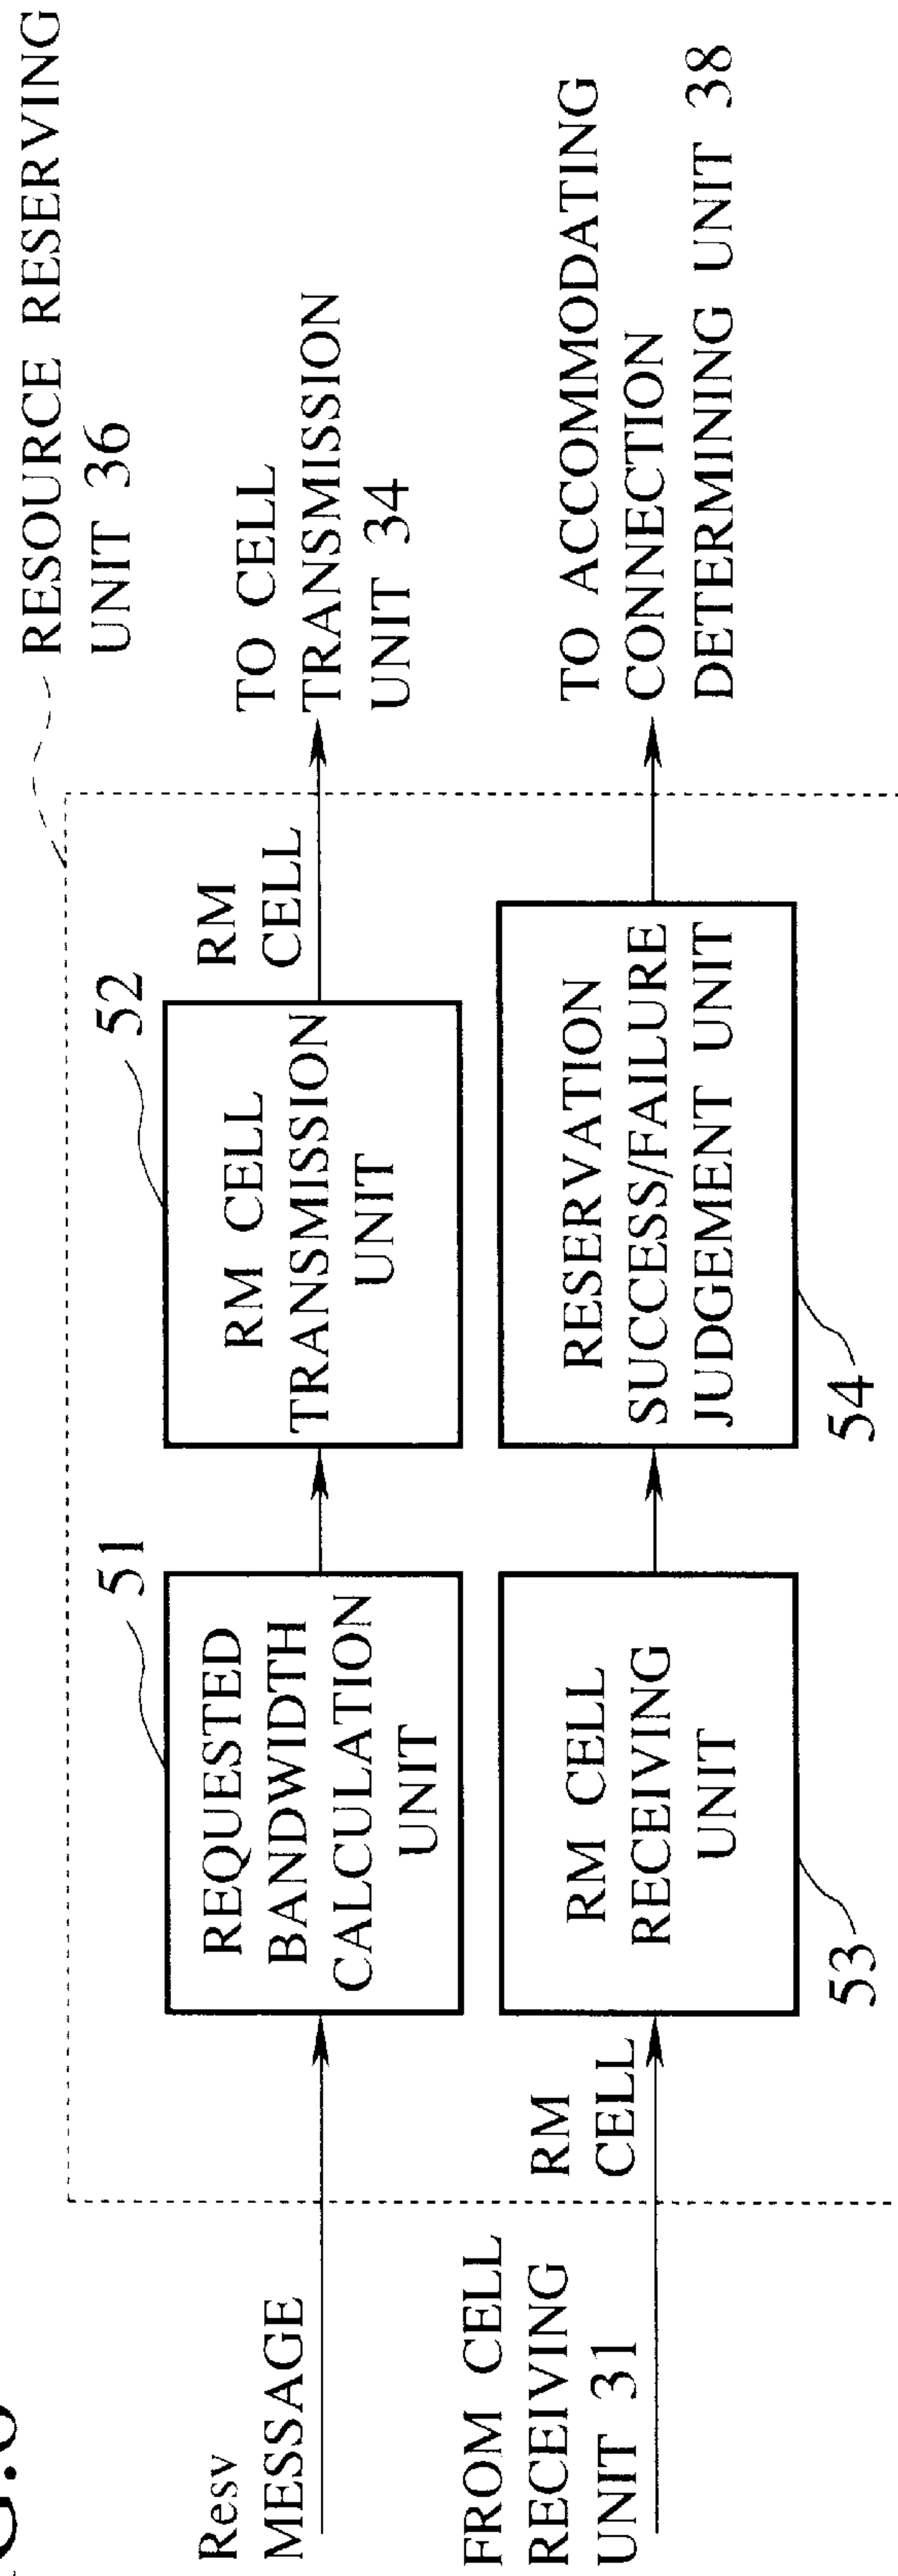 RESOURCE RESERVING
UNIT 36
Resv
MESSAGE
51
REQUESTED
BANDWIDTH
CALCULATION
UNIT
52
RM CELL
TRANSMISSION
UNIT
RM
CELL
TO CELL
TRANSMISSION
UNIT 34
FROM CELL
RECEIVING
UNIT 31
RM
CELL
RM CELL
RECEIVING
UNIT
53
RESERVATION
SUCCESS/FAILURE
JUDGEMENT UNIT
54
TO ACCOMMODATING
CONNECTION
DETERMINING UNIT 38